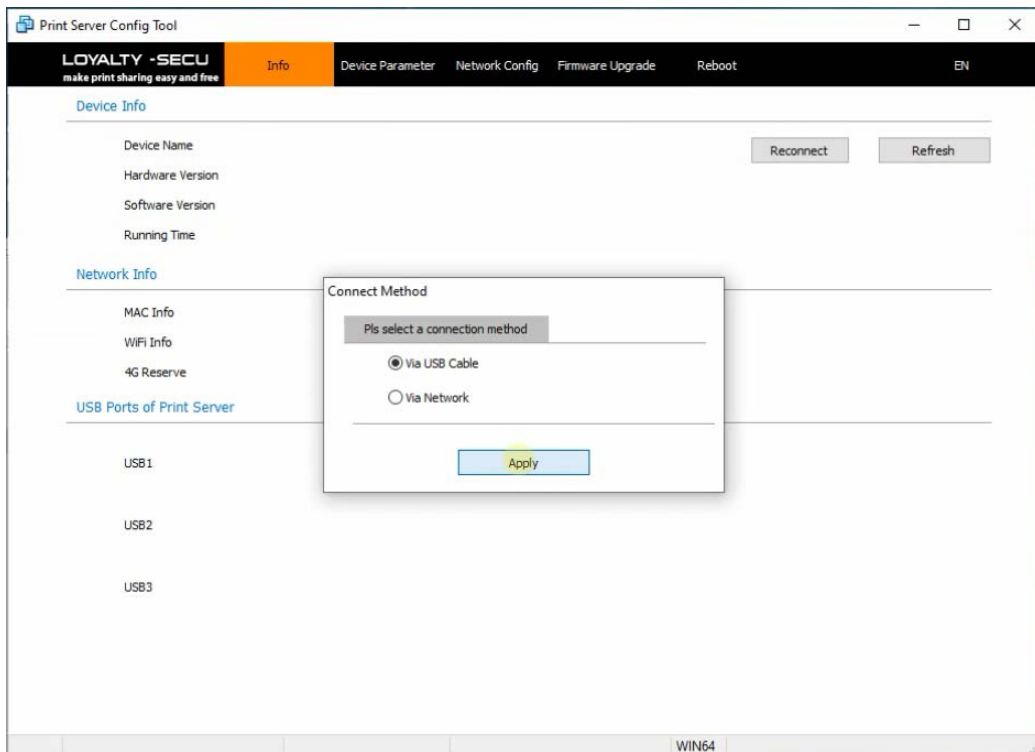 Print Server Config Tool
LOYALTY -SECU
make print sharing easy and free
Info
Device Parameter
Network Config
Firmware Upgrade
Reboot
EN
Device Info
Device Name
Reconnect
Refresh
Hardware Version
Software Version
Running Time
Network Info
MAC Info
WiFi Info
4G Reserve
Connect Method
Pls select a connection method
Via USB Cable
Via Network
Apply
USB Ports of Print Server
USB1
USB2
USB3
WIN64